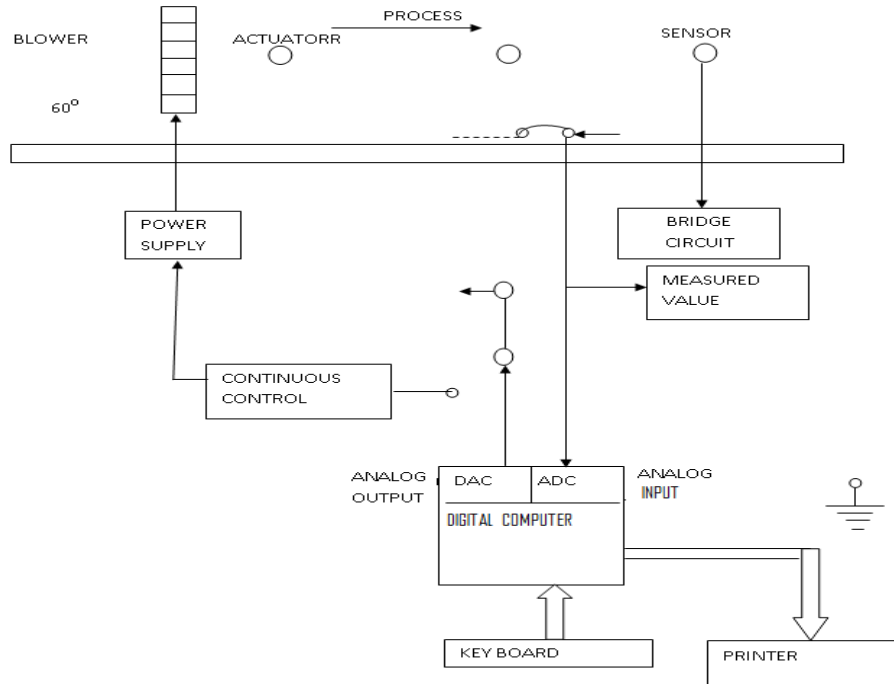 PROCESS
BLOWER
ACTUATORR
SENSOR
60°
POWER
SUPPLY
BRIDGE
CIRCUIT
MEASURED
VALUE
CONTINUOUS
CONTROL
ANALOG
OUTPUT
DAC
ADC
ANALOG
INPUT
DIGITAL COMPUTER
KEY BOARD
PRINTER